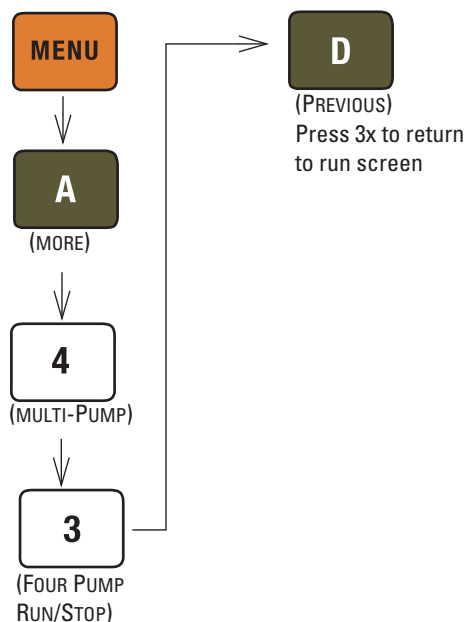 MENU
A
(MORE)
4
(MULTI-PUMP)
3
(FOUR PUMP
RUN/STOP)
D
(PREVIOUS)
Press 3x to return
to run screen